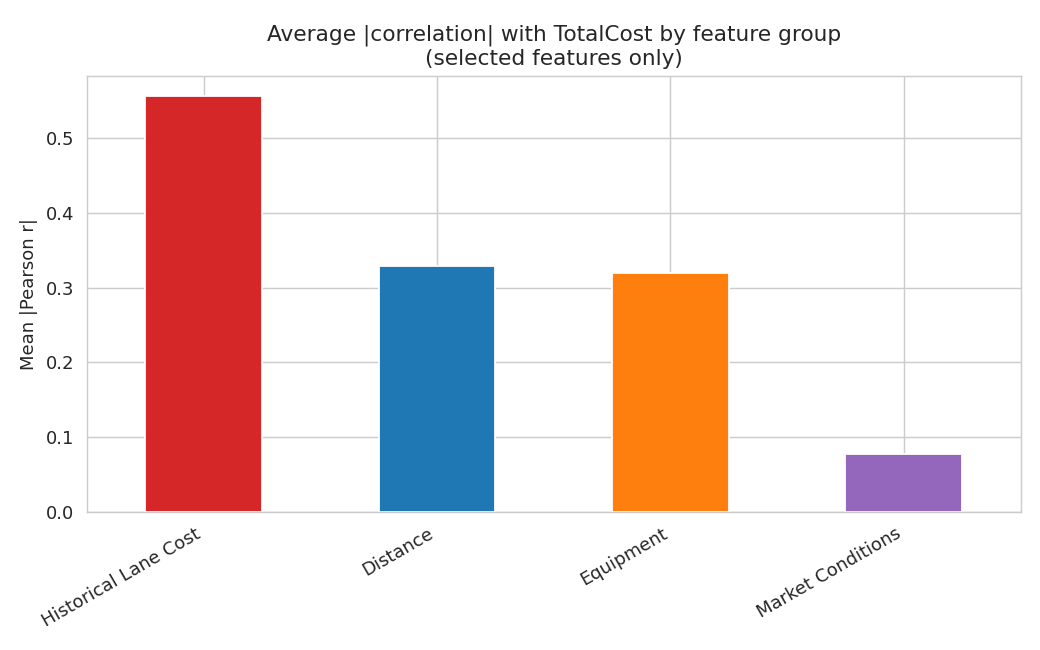 Average |correlation| with TotalCost by feature group
(selected features only)
Mean |Pearson r|
0.5
0.4
0.3
0.2
0.1
0.0
Historical Lane Cost
Distance
Equipment
Market Conditions